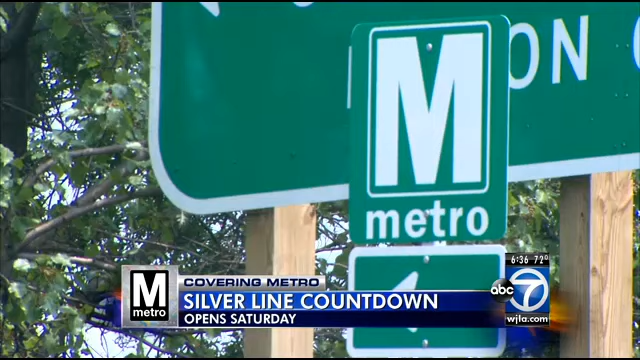 ON
M
metro
COVERING METRO
M
metro
SILVER LINE COUNTDOWN
OPENS SATURDAY
6:36 72°
abc 7
wjla.com